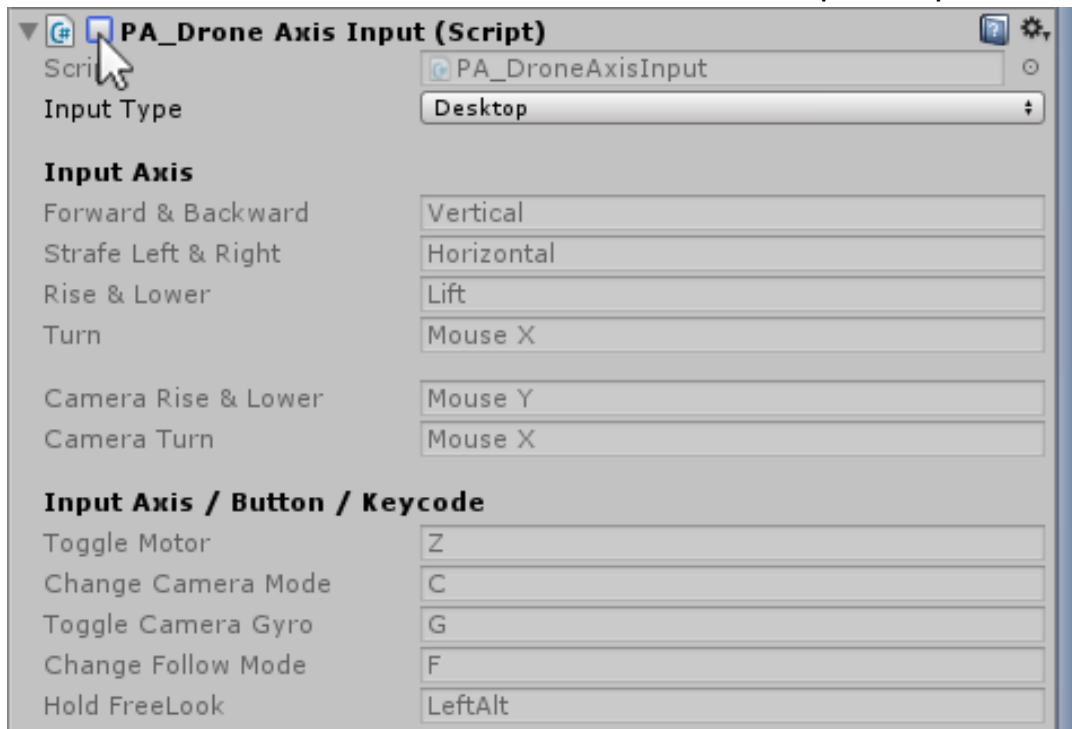 PA_Drone Axis Input (Script)
PA_DroneAxisInput
Input Type Desktop
Input Axis
Forward & Backward Vertical
Strafe Left & Right Horizontal
Rise & Lower Lift
Turn Mouse X
Camera Rise & Lower Mouse Y
Camera Turn Mouse X
Input Axis / Button / Keycode
Toggle Motor Z
Change Camera Mode C
Toggle Camera Gyro G
Change Follow Mode F
Hold FreeLook LeftAlt